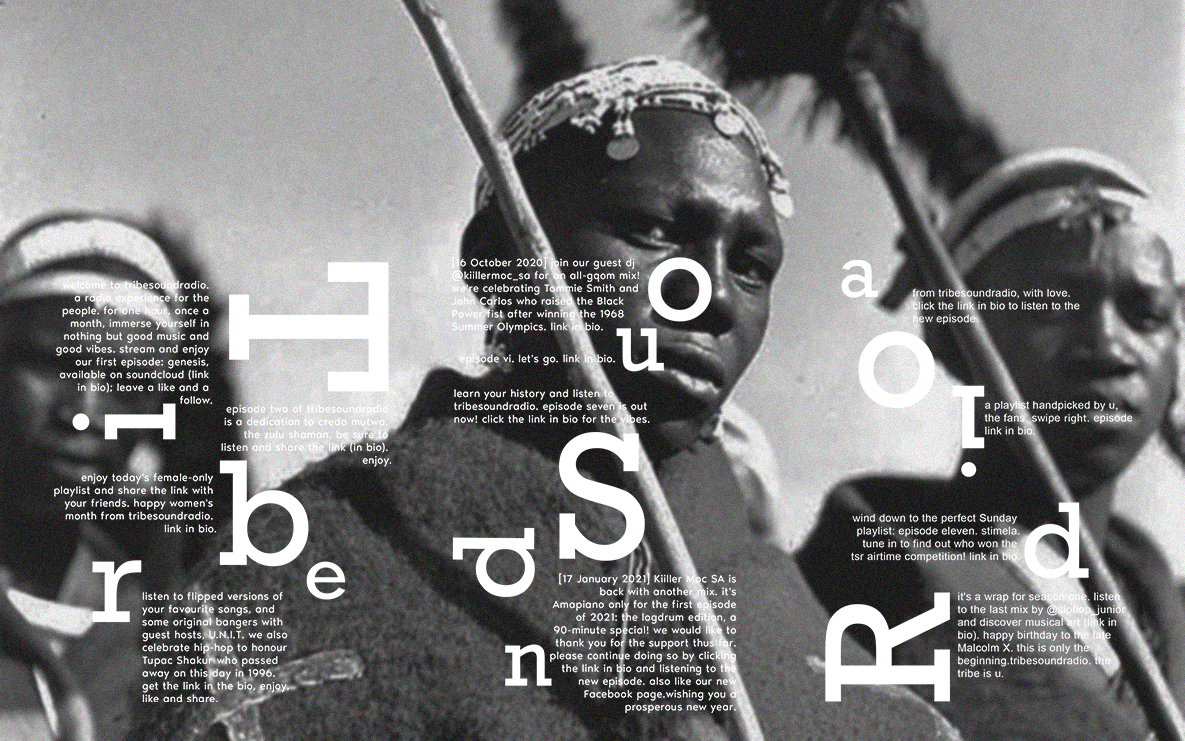 welcome to tribesoundradio.
a radio experience for the
people. for one hour, once a
month, immerse yourself in
nothing but good music and
good vibes. stream and enjoy
our first episode: genesis,
available on soundcloud (link
in bio); leave a like and a
follow.
T
r
i
b
e
episode two of tribesoundradio
is a dedication to credo mutwa.
the zulu shaman. be sure to
listen and share the link (in bio).
enjoy.
enjoy today's female-only
playlist and share the link with
your friends. happy women's
month from tribesoundradio.
link in bio.
listen to flipped versions of
your favourite songs, and
some original bangers with
guest hosts, U.N.I.T. we also
celebrate hip-hop to honour
Tupac Shakur who passed
away on this day in 1996.
get the link in the bio, enjoy,
like and share.
[16 October 2020] join our guest dj
@kiillermoc_sa for an all-gqom mix!
we're celebrating Tommie Smith and
John Carlos who raised the Black
Power fist after winning the 1968
Summer Olympics. link in bio.
episode vi. let's go. link in bio.
learn your history and listen to
tribesoundradio. episode seven is out
now! click the link in bio for the vibes.
S
o
u
n
d
[17 January 2021] Kiiller Moc SA is
back with another mix. it's
Amapiano only for the first episode
of 2021: the logdrum edition, a
90-minute special! we would like to
thank you for the support thus far.
please continue doing so by clicking
the link in bio and listening to the
new episode. also like our new
Facebook page.wishing you a
prosperous new year.
R
a
d
i
o
from tribesoundradio, with love.
click the link in bio to listen to the
new episode.
a playlist handpicked by u,
the fans. swipe right. episode
link in bio.
wind down to the perfect Sunday
playlist: episode eleven. stimela.
tune in to find out who won the
tsr airtime competition! link in bio.
it's a wrap for season one. listen
to the last mix by @siphop_junior
and discover musical art (link in
bio). happy birthday to the late
Malcolm X. this is only the
beginning.tribesoundradio. the
tribe is u.